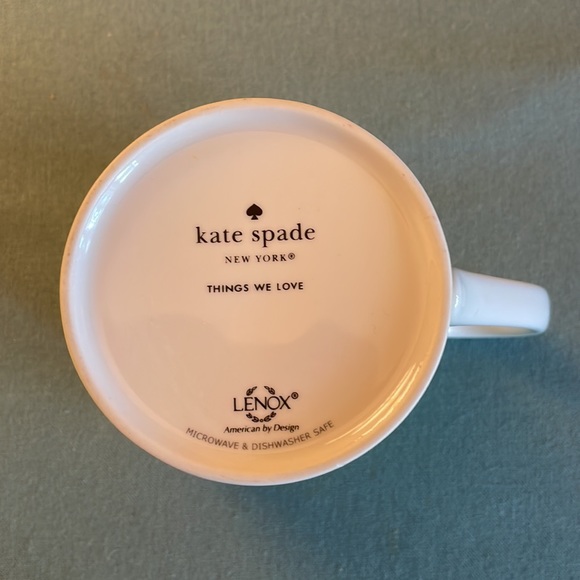 kate spade
NEW YORK®
THINGS WE LOVE
LENOX®
American by Design
MICROWAVE & DISHWASHER SAFE